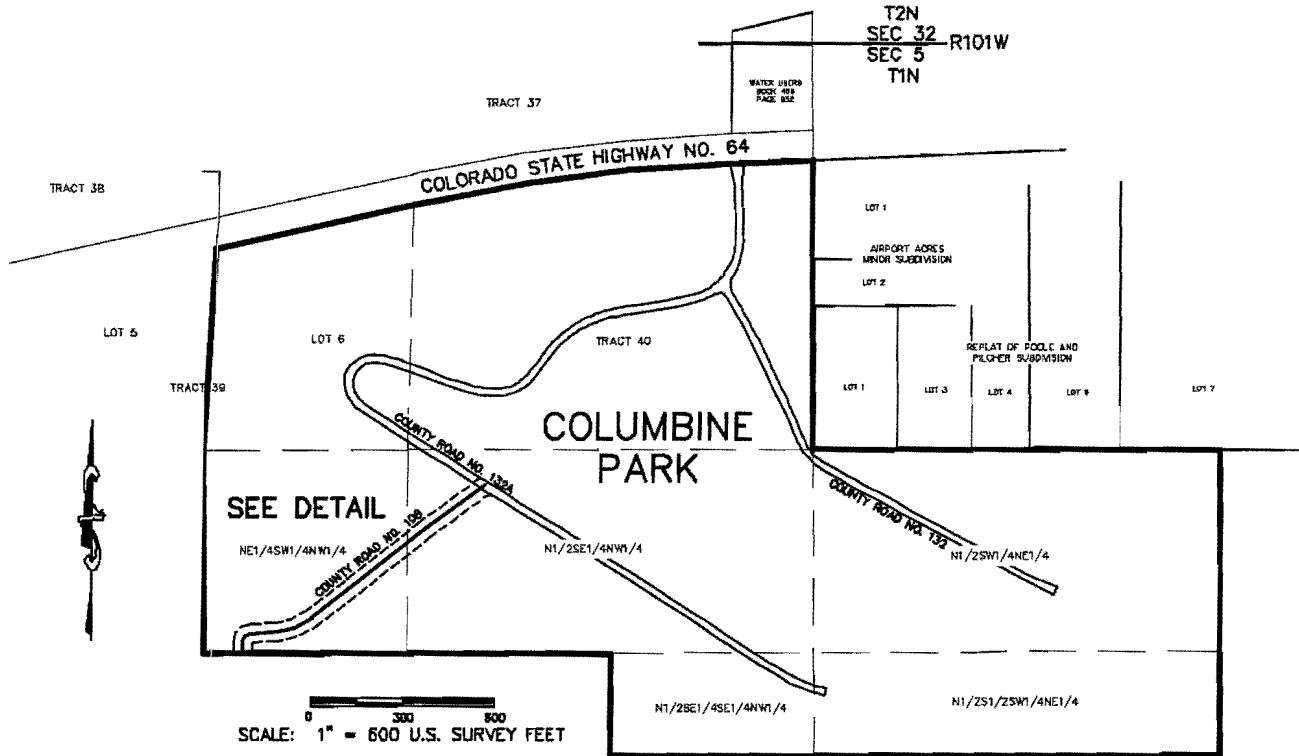 T2N
SEC 32
R101W
SEC 5
T1N
WATER USERS
PAGE
TRACT 37
COLORADO STATE HIGHWAY NO. 64
TRACT 38
LOT 1
AIRPORT ACRES
MINOR SUBDIVISION
LOT 2
LOT 5
LOT 6
TRACT 40
REPLAT OF POOLE AND
PILCHER SUBDIVISION
TRACT 39
LOT 1
LOT 3
LOT 4
LOT 7
COLUMBINE
PARK
COUNTY ROAD NO. 132A
SEE DETAIL
COUNTY ROAD NO. 132
COUNTY ROAD NO. 108
NE1/4SW1/4NW1/4
N1/2SE1/4NW1/4
N1/2SW1/4NE1/4
N1/2SE1/4SE1/4NW1/4
N1/2S1/2SW1/4NE1/4
0 300 600
SCALE: 1" = 600 U.S. SURVEY FEET